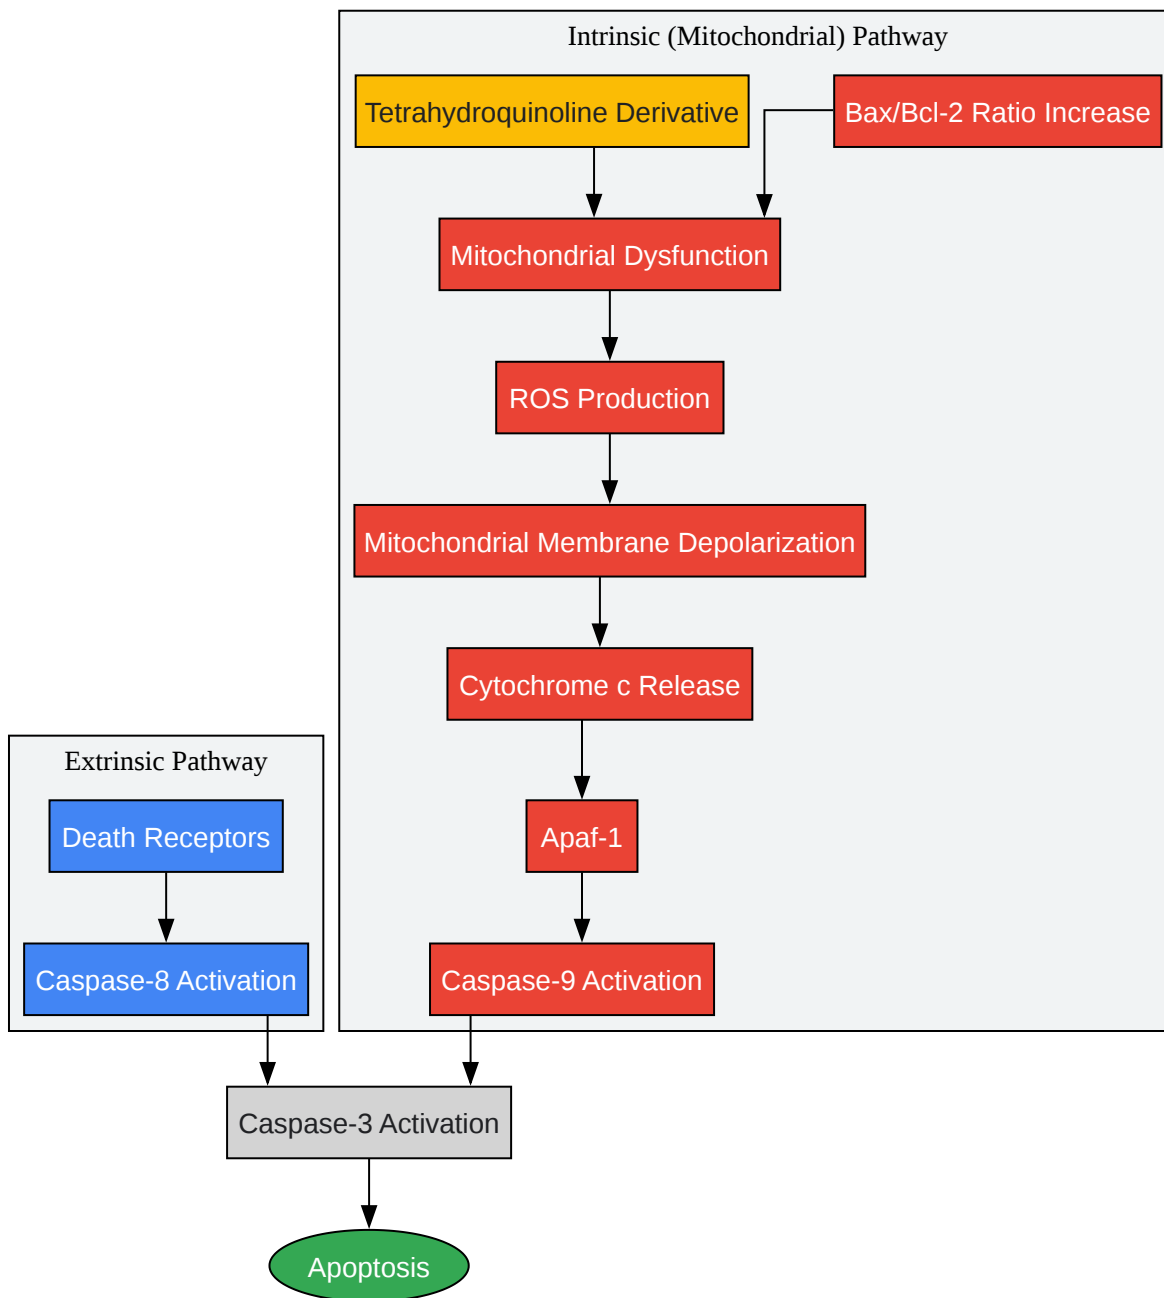 Intrinsic (Mitochondrial) Pathway
Tetrahydroquinoline Derivative
Bax/Bcl-2 Ratio Increase
Mitochondrial Dysfunction
ROS Production
Mitochondrial Membrane Depolarization
Cytochrome c Release
Extrinsic Pathway
Death Receptors
Apaf-1
Caspase-8 Activation
Caspase-9 Activation
Caspase-3 Activation
Apoptosis